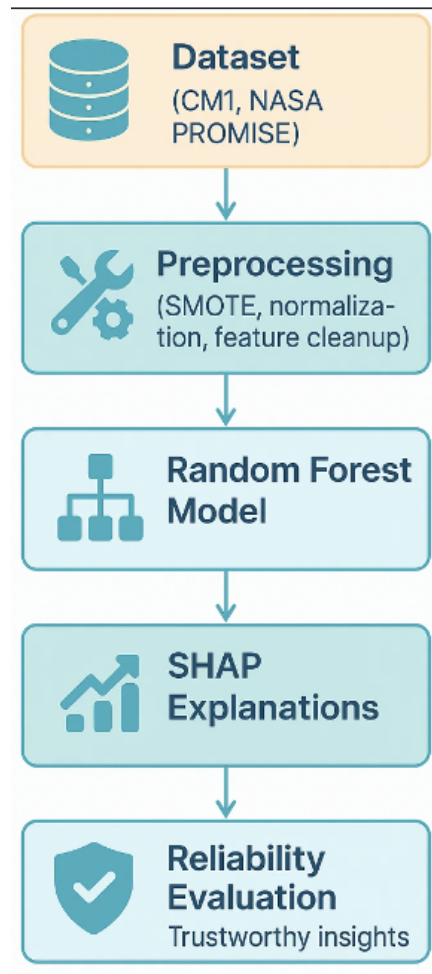 Dataset
(CM1, NASA
PROMISE)
Preprocessing
(SMOTE, normaliza-
tion, feature cleanup)
Random Forest
Model
SHAP
Explanations
Reliability
Evaluation
Trustworthy insights